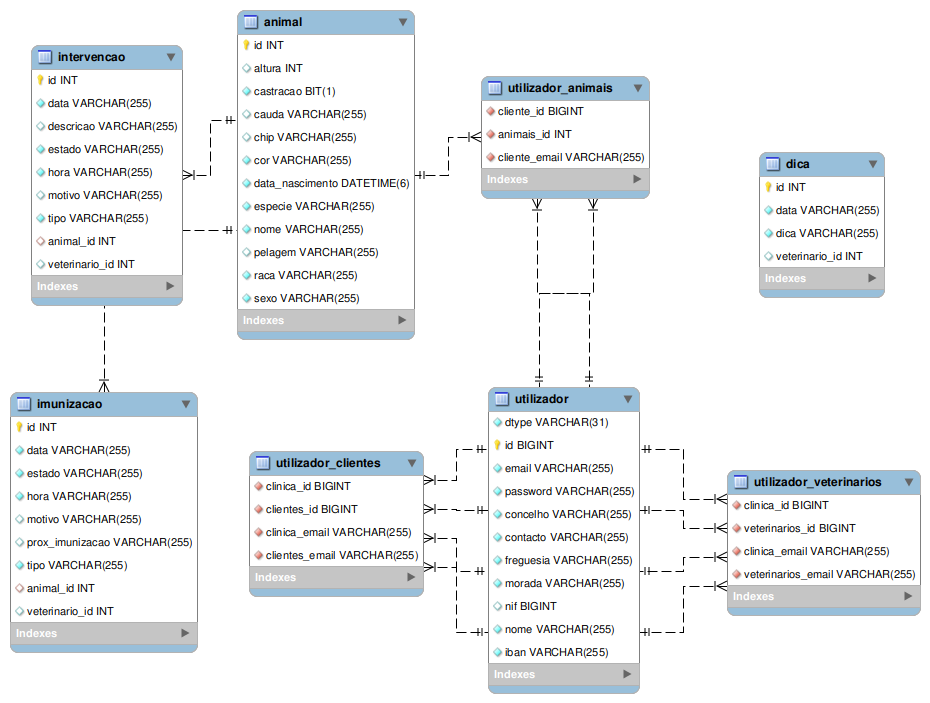 intervencao
id INT
data VARCHAR(255)
descricao VARCHAR(255)
estado VARCHAR(255)
hora VARCHAR(255)
motivo VARCHAR(255)
tipo VARCHAR(255)
animal_id INT
veterinario_id INT
Indexes
animal
id INT
altura INT
castracao BIT(1)
cauda VARCHAR(255)
chip VARCHAR(255)
cor VARCHAR(255)
data_nascimento DATETIME(6)
especie VARCHAR(255)
nome VARCHAR(255)
pelagem VARCHAR(255)
raca VARCHAR(255)
sexo VARCHAR(255)
Indexes
utilizador_animais
cliente_id BIGINT
animais_id INT
cliente_email VARCHAR(255)
Indexes
dica
id INT
data VARCHAR(255)
dica VARCHAR(255)
veterinario_id INT
Indexes
imunizacao
id INT
data VARCHAR(255)
estado VARCHAR(255)
hora VARCHAR(255)
motivo VARCHAR(255)
prox_imunizacao VARCHAR(255)
tipo VARCHAR(255)
animal_id INT
veterinario_id INT
Indexes
utilizador_clientes
clinica_id BIGINT
clientes_id BIGINT
clinica_email VARCHAR(255)
clientes_email VARCHAR(255)
Indexes
utilizador
dtype VARCHAR(31)
id BIGINT
email VARCHAR(255)
password VARCHAR(255)
concelho VARCHAR(255)
contacto VARCHAR(255)
freguesia VARCHAR(255)
morada VARCHAR(255)
nif BIGINT
nome VARCHAR(255)
iban VARCHAR(255)
Indexes
utilizador_veterinarios
clinica_id BIGINT
veterinarios_id BIGINT
clinica_email VARCHAR(255)
veterinarios_email VARCHAR(255)
Indexes